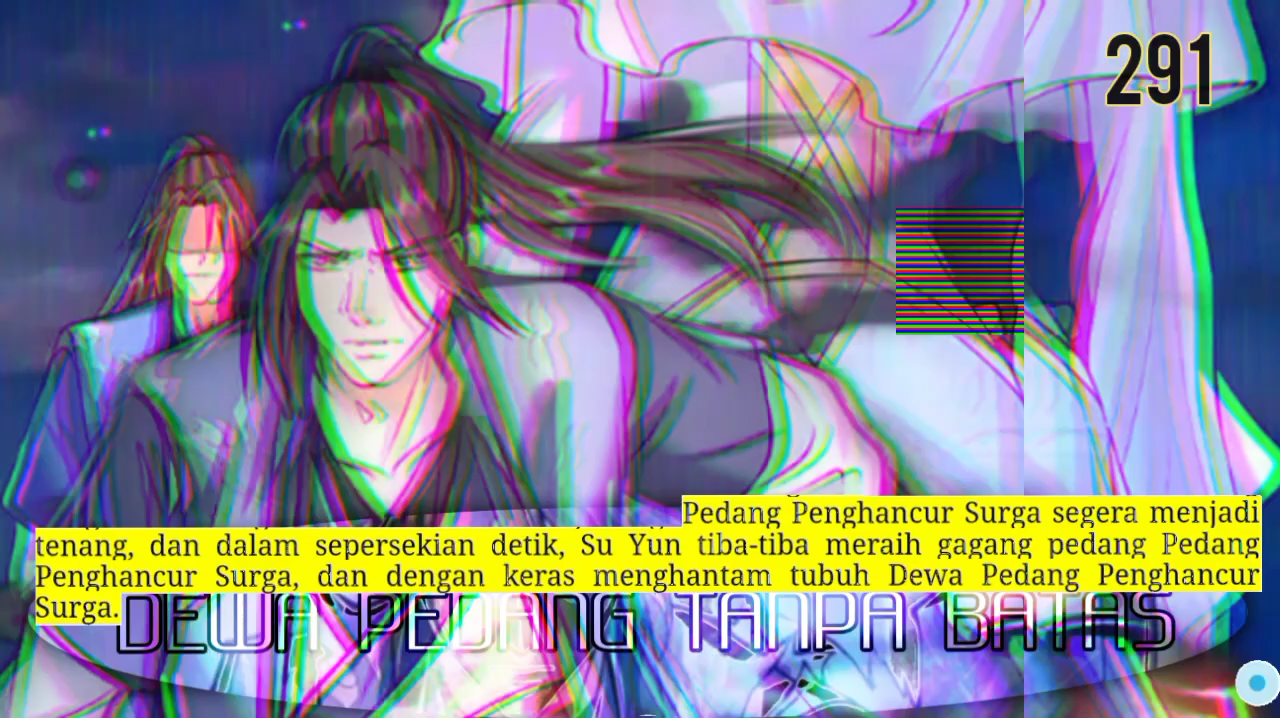 291
Pedang Penghancur Surga segera menjadi
tenang, dan dalam sepersekian detik, Su Yun tiba-tiba meraih gagang pedang Pedang
Penghancur Surga, dan dengan keras menghantam tubuh Dewa Pedang Penghancur
Surga.
DEWA PEDANG TANPA BATAS